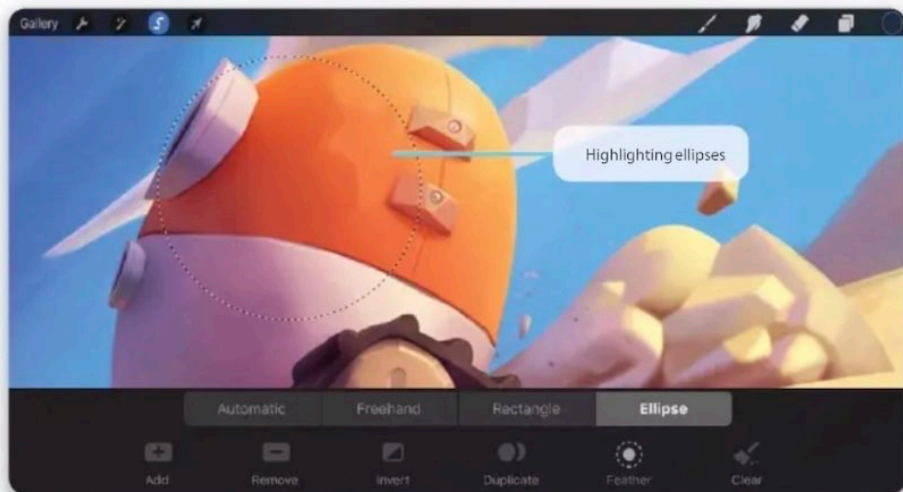 Gallery
Highlighting ellipses
Automatic Freehand Rectangle Ellipse
Add Remove Invert Duplicate Feather Clear